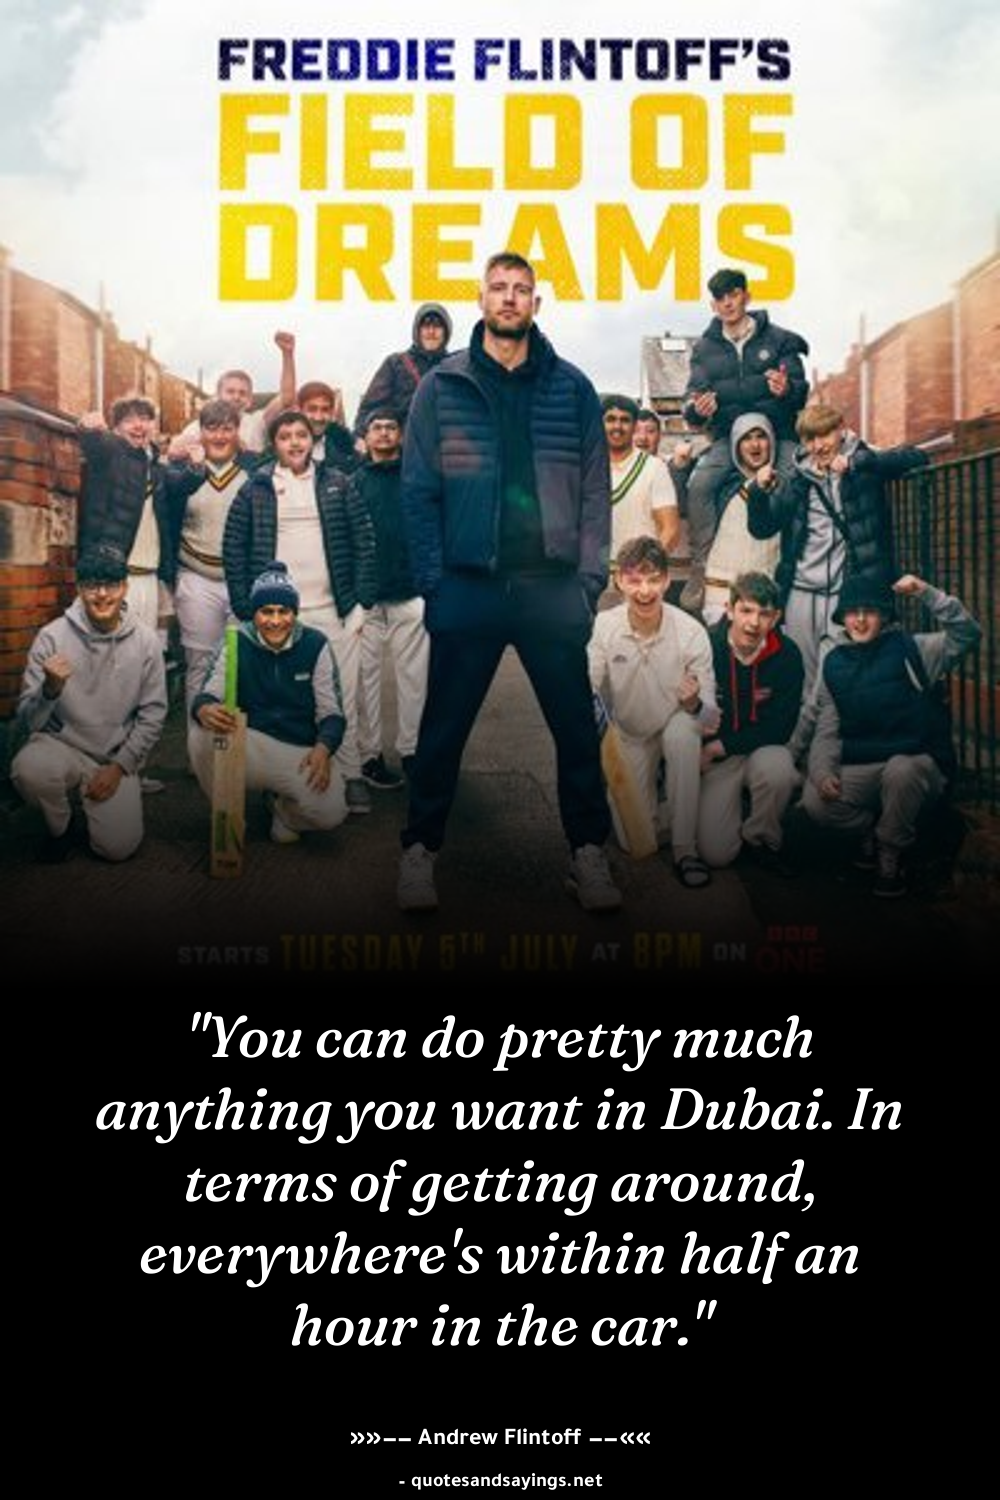 FREDDIE FLINTOFF'S
FIELD OF
DREAMS
STARTS TUESDAY 5TH JULY AT 8PM ON BBC ONE
"You can do pretty much
anything you want in Dubai. In
terms of getting around,
everywhere's within half an
hour in the car."
»»−− Andrew Flintoff −−««
- quotesandsayings.net